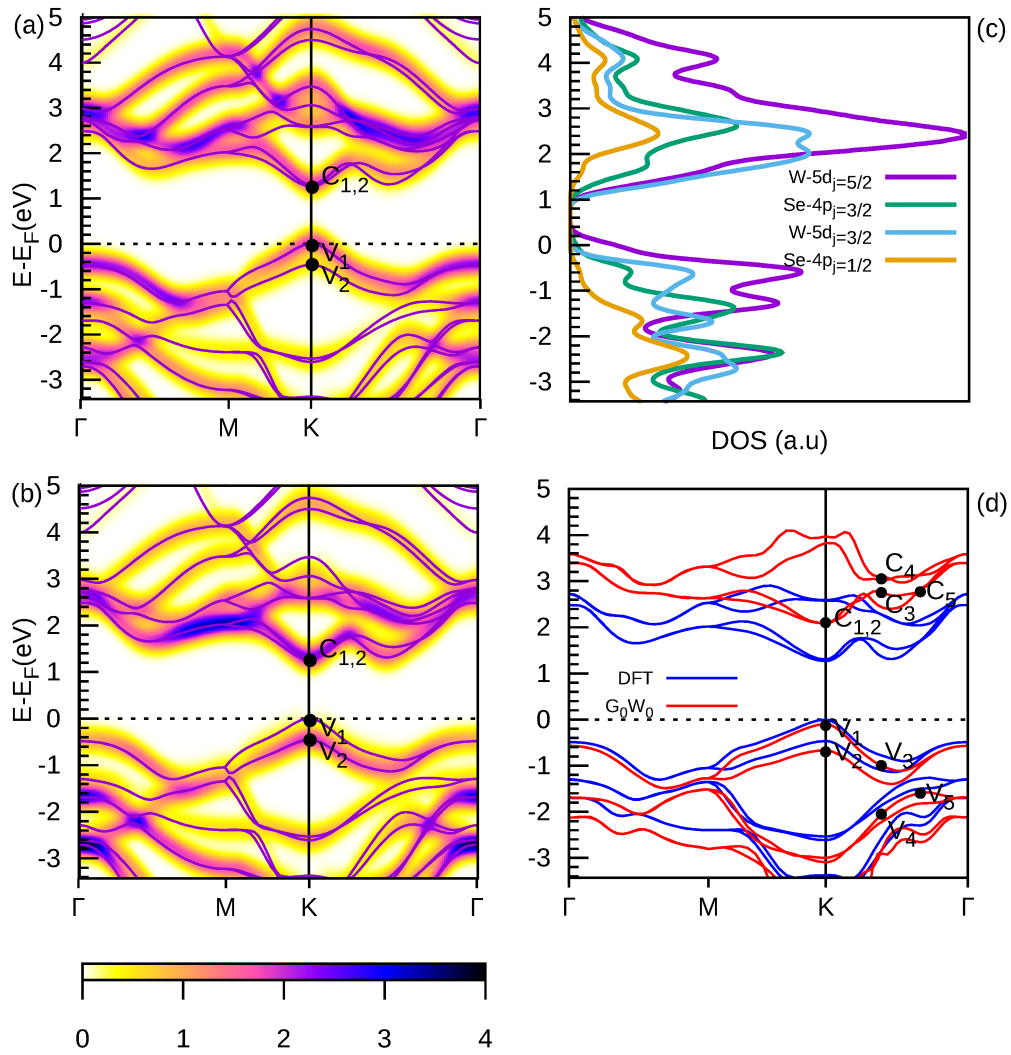 (a)
E-E_F(eV)
5
4
3
2
1
0
-1
-2
-3
C_1,2
V_1
V_2
Γ M K Γ
(c)
5
4
3
2
1
0
-1
-2
-3
W-5d_j=5/2
Se-4p_j=3/2
W-5d_j=3/2
Se-4p_j=1/2
DOS (a.u)
(b)
E-E_F(eV)
5
4
3
2
1
0
-1
-2
-3
C_1,2
V_1
V_2
Γ M K Γ
(d)
5
4
3
2
1
0
-1
-2
-3
C_4
C_5
C_3
C_1,2
DFT
G_0W_0
V_1
V_2
V_3
V_5
V_4
Γ M K Γ
0 1 2 3 4